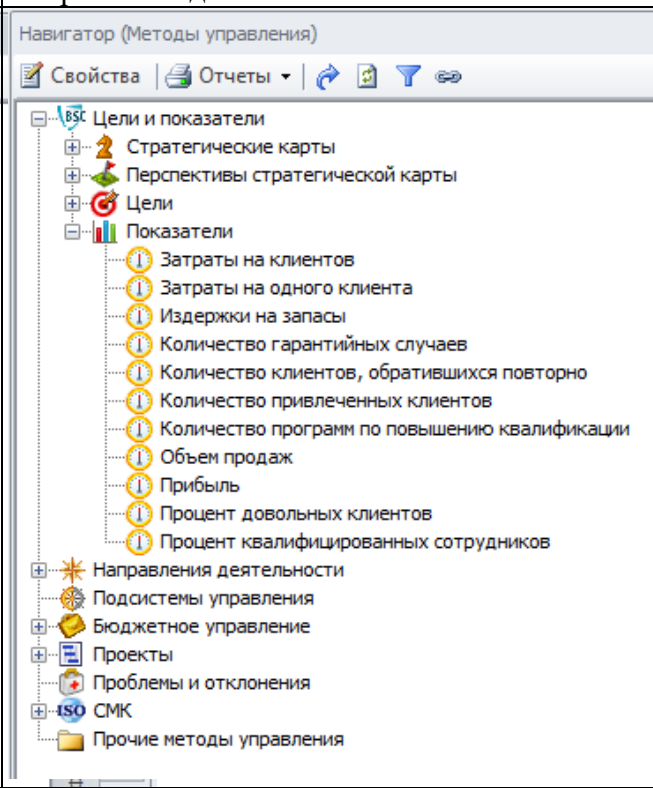 Навигатор (Методы управления)
Свойства Отчеты
BSC Цели и показатели
Стратегические карты
Перспективы стратегической карты
Цели
Показатели
Затраты на клиентов
Затраты на одного клиента
Издержки на запасы
Количество гарантийных случаев
Количество клиентов, обратившихся повторно
Количество привлеченных клиентов
Количество программ по повышению квалификации
Объем продаж
Прибыль
Процент довольных клиентов
Процент квалифицированных сотрудников
Направления деятельности
Подсистемы управления
Бюджетное управление
Проекты
Проблемы и отклонения
ISO СМК
Прочие методы управления